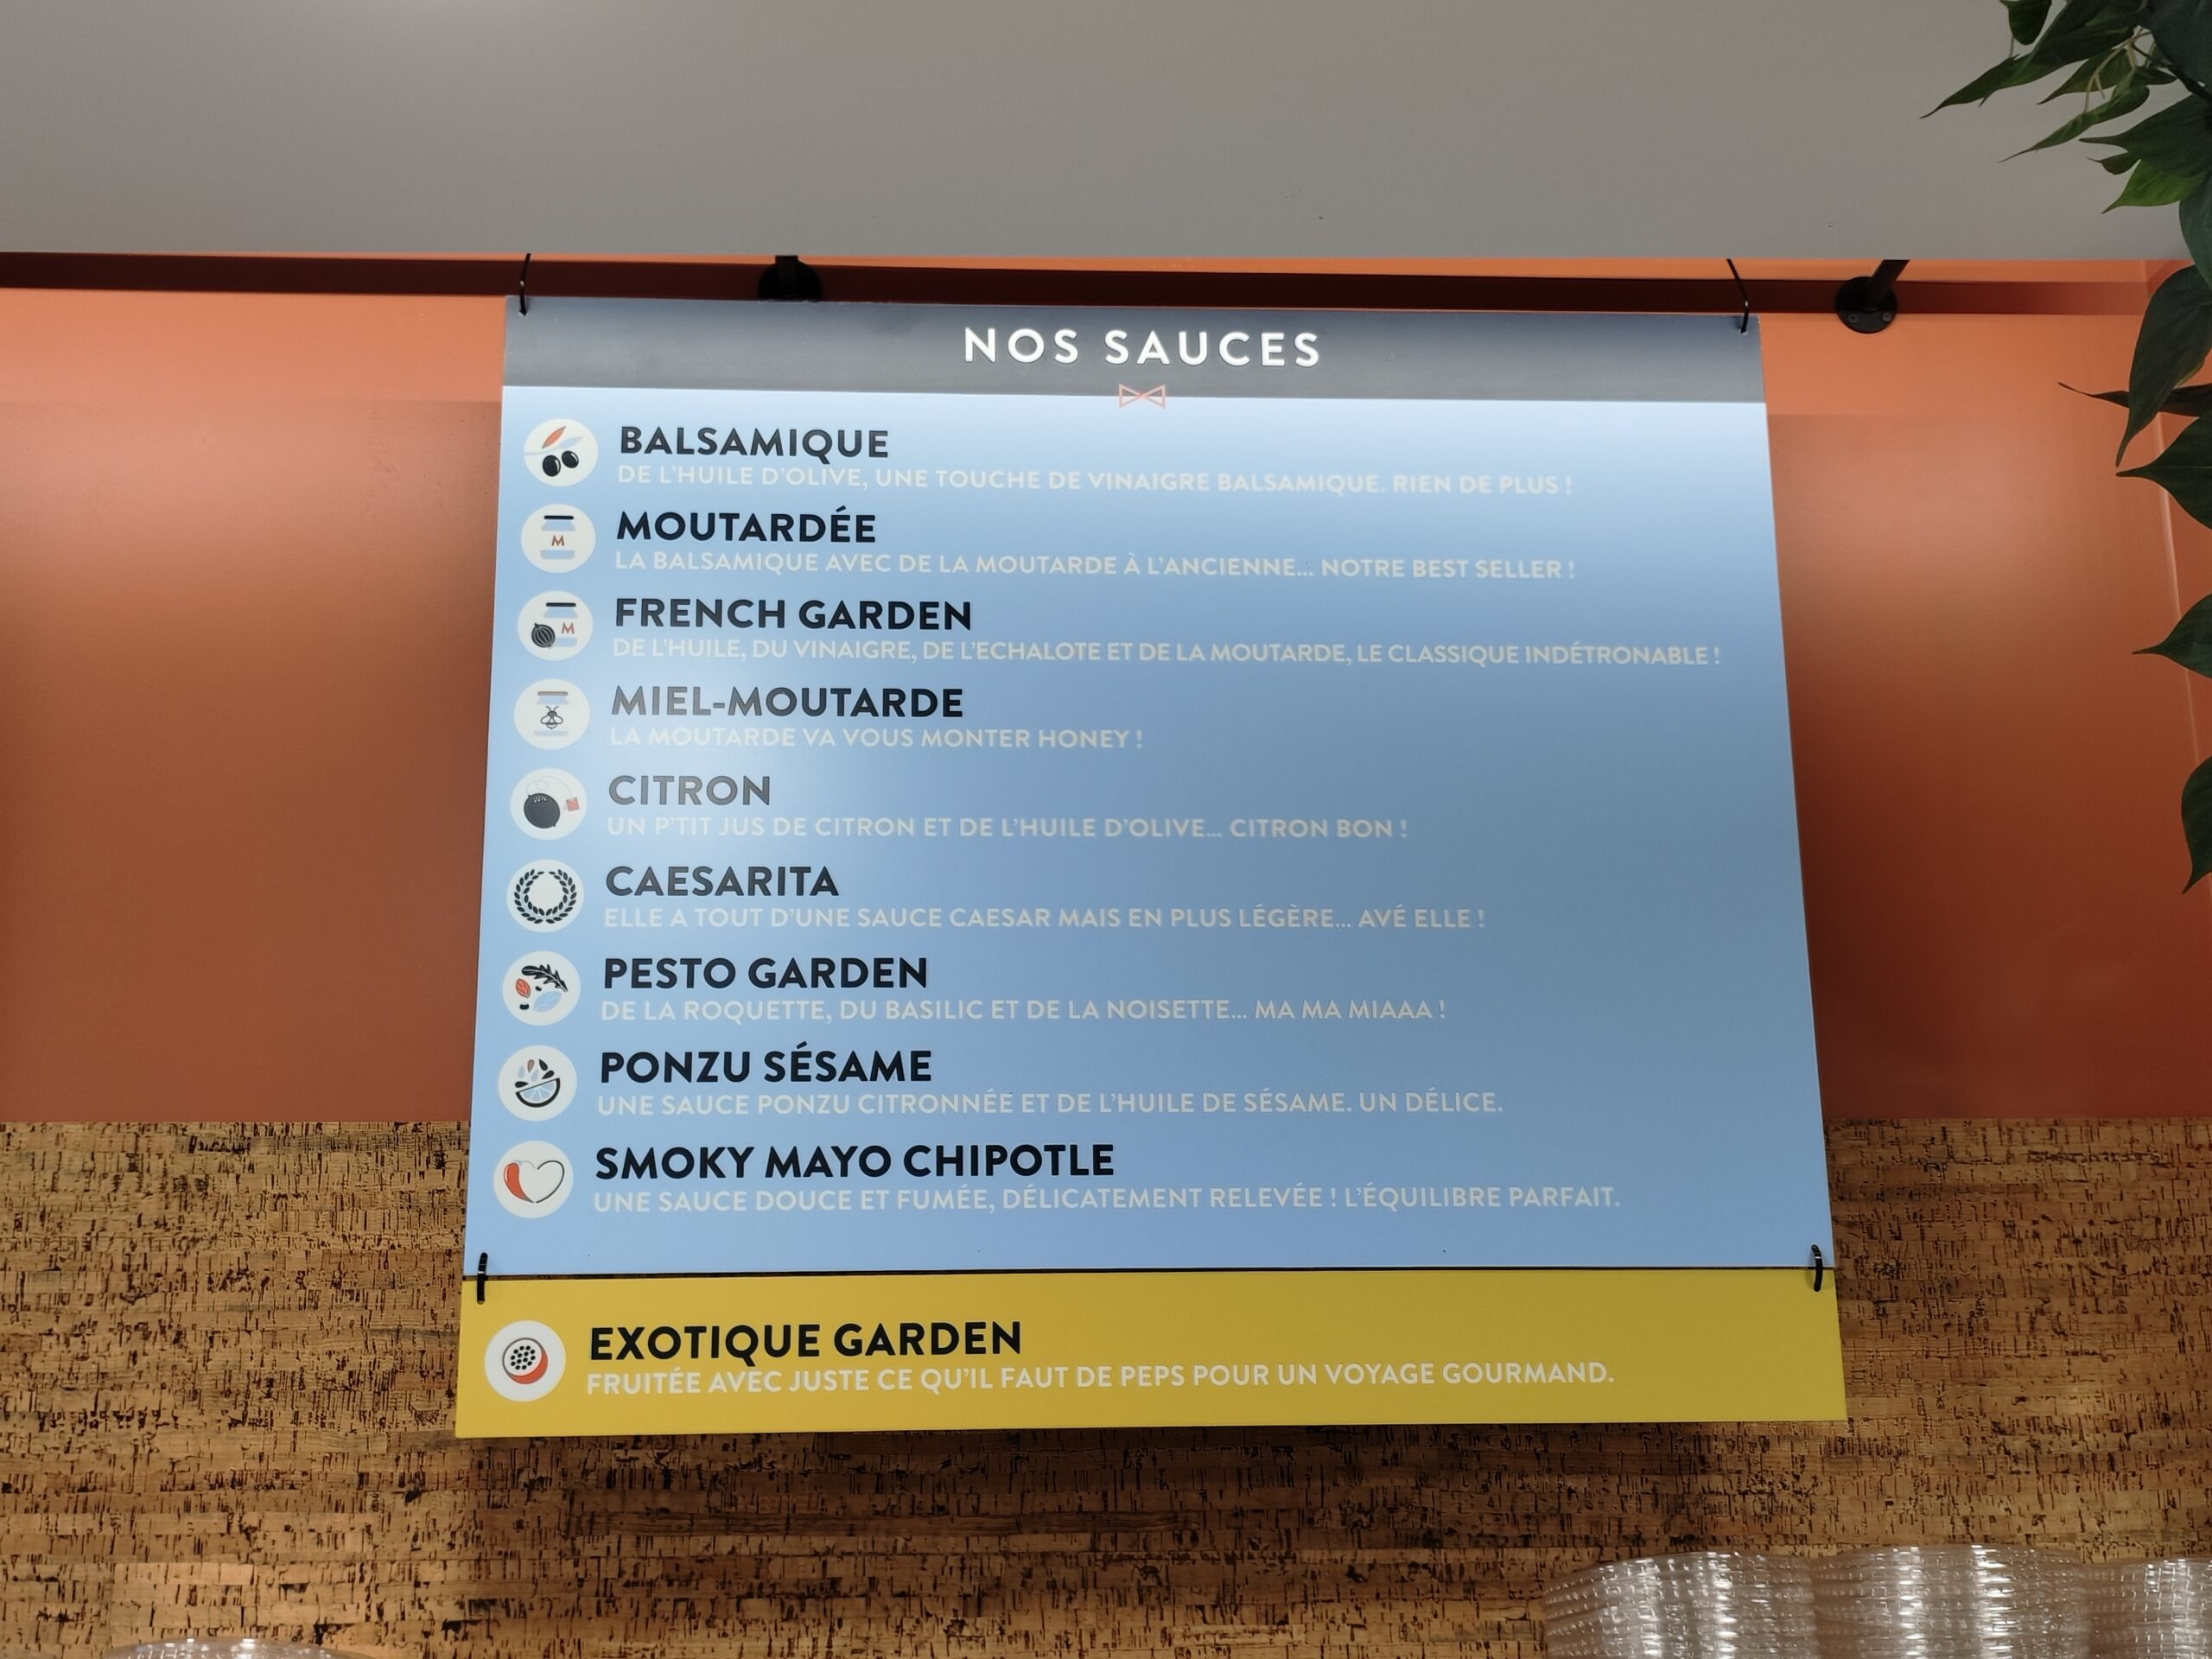 NOS SAUCES
BALSAMIQUE
DE L'HUILE D'OLIVE, UNE TOUCHE DE VINAIGRE BALSAMIQUE. RIEN DE PLUS !
M
MOUTARDÉE
LA BALSAMIQUE AVEC DE LA MOUTARDE À L'ANCIENNE... NOTRE BEST SELLER !
M
FRENCH GARDEN
DE L'HUILE, DU VINAIGRE, DE L'ECHALOTE ET DE LA MOUTARDE, LE CLASSIQUE INDÉTRONABLE !
MIEL-MOUTARDE
LA MOUTARDE VA VOUS MONTER HONEY !
CITRON
UN P'TIT JUS DE CITRON ET DE L'HUILE D'OLIVE... CITRON BON !
CAESARITA
ELLE A TOUT D'UNE SAUCE CAESAR MAIS EN PLUS LÉGÈRE... AVÉ ELLE !
PESTO GARDEN
DE LA ROQUETTE, DU BASILIC ET DE LA NOISETTE... MA MA MIAAA !
PONZU SÉSAME
UNE SAUCE PONZU CITRONNÉE ET DE L'HUILE DE SÉSAME. UN DÉLICE.
SMOKY MAYO CHIPOTLE
UNE SAUCE DOUCE ET FUMÉE, DÉLICATEMENT RELEVÉE ! L'ÉQUILIBRE PARFAIT.
EXOTIQUE GARDEN
FRUITÉE AVEC JUSTE CE QU'IL FAUT DE PEPS POUR UN VOYAGE GOURMAND.